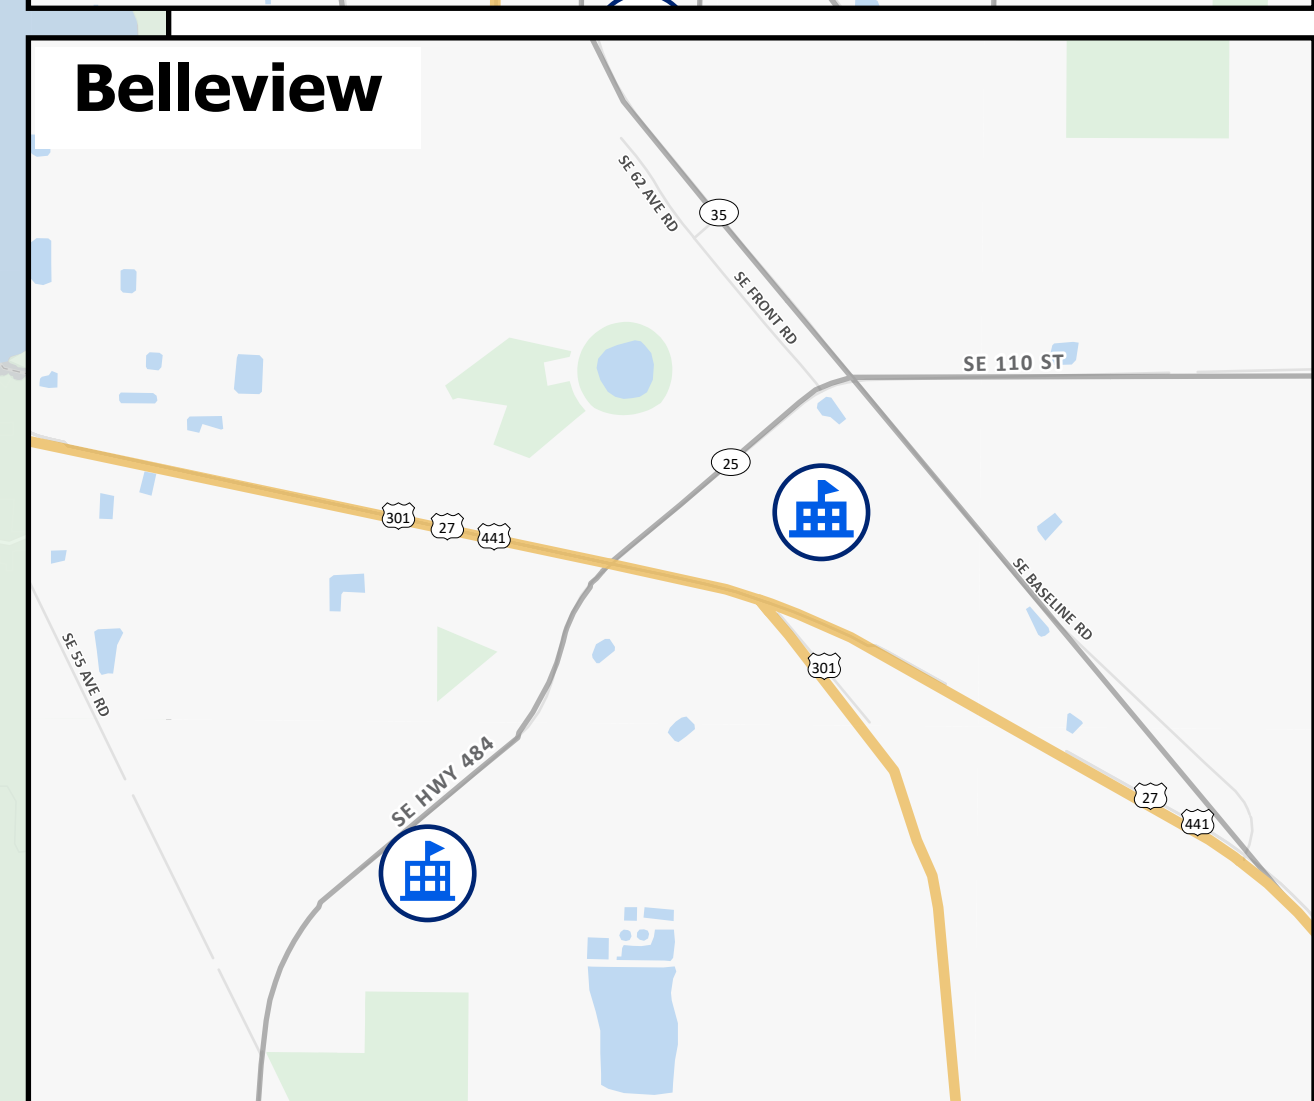 Belleview
SE 62 AVE RD
35
SE FRONT RD
SE 110 ST
25
301
27
441
SE BASELINE RD
SE 55 AVE RD
301
SE HWY 484
27
441